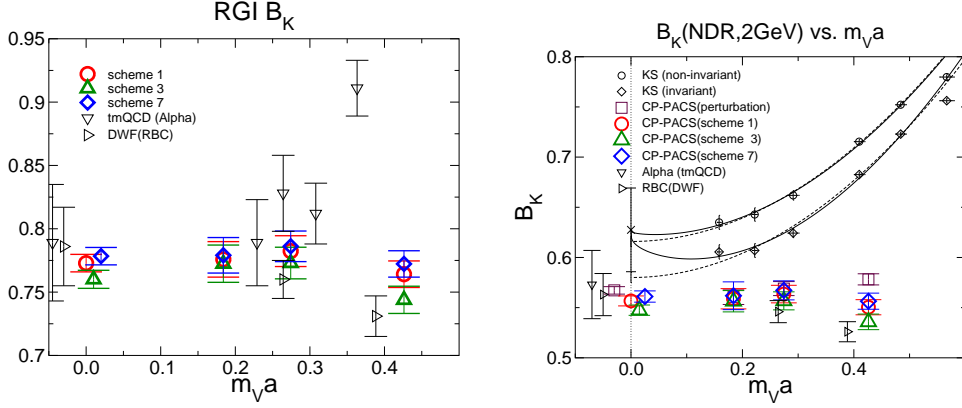 RGI B_K
0.95
0.9
0.85
0.8
0.75
0.7
scheme 1
scheme 3
scheme 7
tmQCD (Alpha)
DWF(RBC)
0.0 0.1 0.2 0.3 0.4
m_Va
B_K(NDR,2GeV) vs. m_Va
B_K
0.8
0.7
0.6
0.5
KS (non-invariant)
KS (invariant)
CP-PACS(perturbation)
CP-PACS(scheme 1)
CP-PACS(scheme 3)
CP-PACS(scheme 7)
Alpha (tmQCD)
RBC(DWF)
0.0 0.2 0.4
m_Va